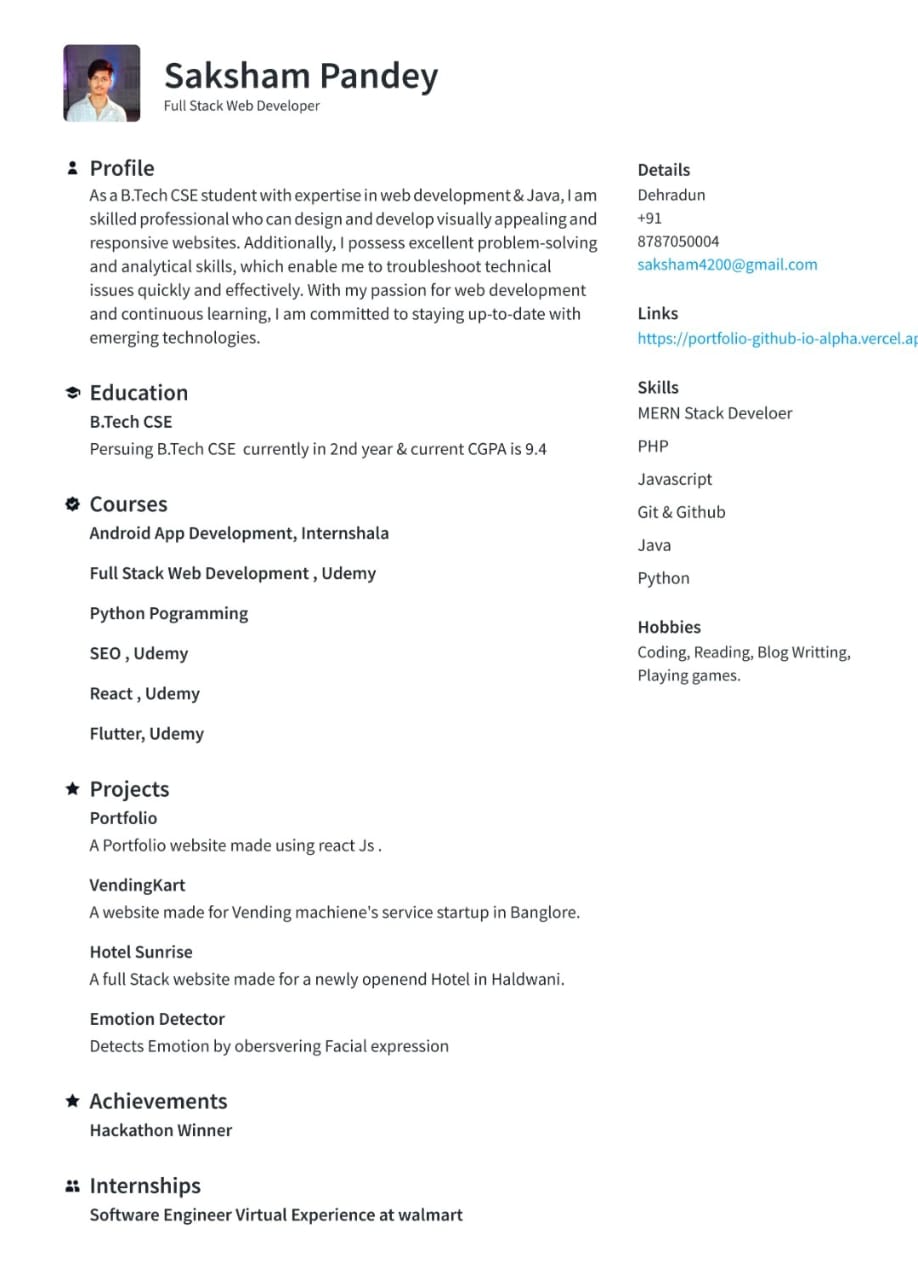 Saksham Pandey
Full Stack Web Developer
Profile
As a B.Tech CSE student with expertise in web development & Java, I am
skilled professional who can design and develop visually appealing and
responsive websites. Additionally, I possess excellent problem-solving
and analytical skills, which enable me to troubleshoot technical
issues quickly and effectively. With my passion for web development
and continuous learning, I am committed to staying up-to-date with
emerging technologies.
Education
B.Tech CSE
Persuing B.Tech CSE currently in 2nd year & current CGPA is 9.4
Courses
Android App Development, Internshala
Full Stack Web Development , Udemy
Python Pogramming
SEO , Udemy
React , Udemy
Flutter, Udemy
Projects
Portfolio
A Portfolio website made using react Js .
VendingKart
A website made for Vending machiene's service startup in Banglore.
Hotel Sunrise
A full Stack website made for a newly openend Hotel in Haldwani.
Emotion Detector
Detects Emotion by obersvering Facial expression
Achievements
Hackathon Winner
Internships
Software Engineer Virtual Experience at walmart
Details
Dehradun
+91
8787050004
saksham4200@gmail.com
Links
https://portfolio-github-io-alpha.vercel.ap
Skills
MERN Stack Develoer
PHP
Javascript
Git & Github
Java
Python
Hobbies
Coding, Reading, Blog Writting,
Playing games.